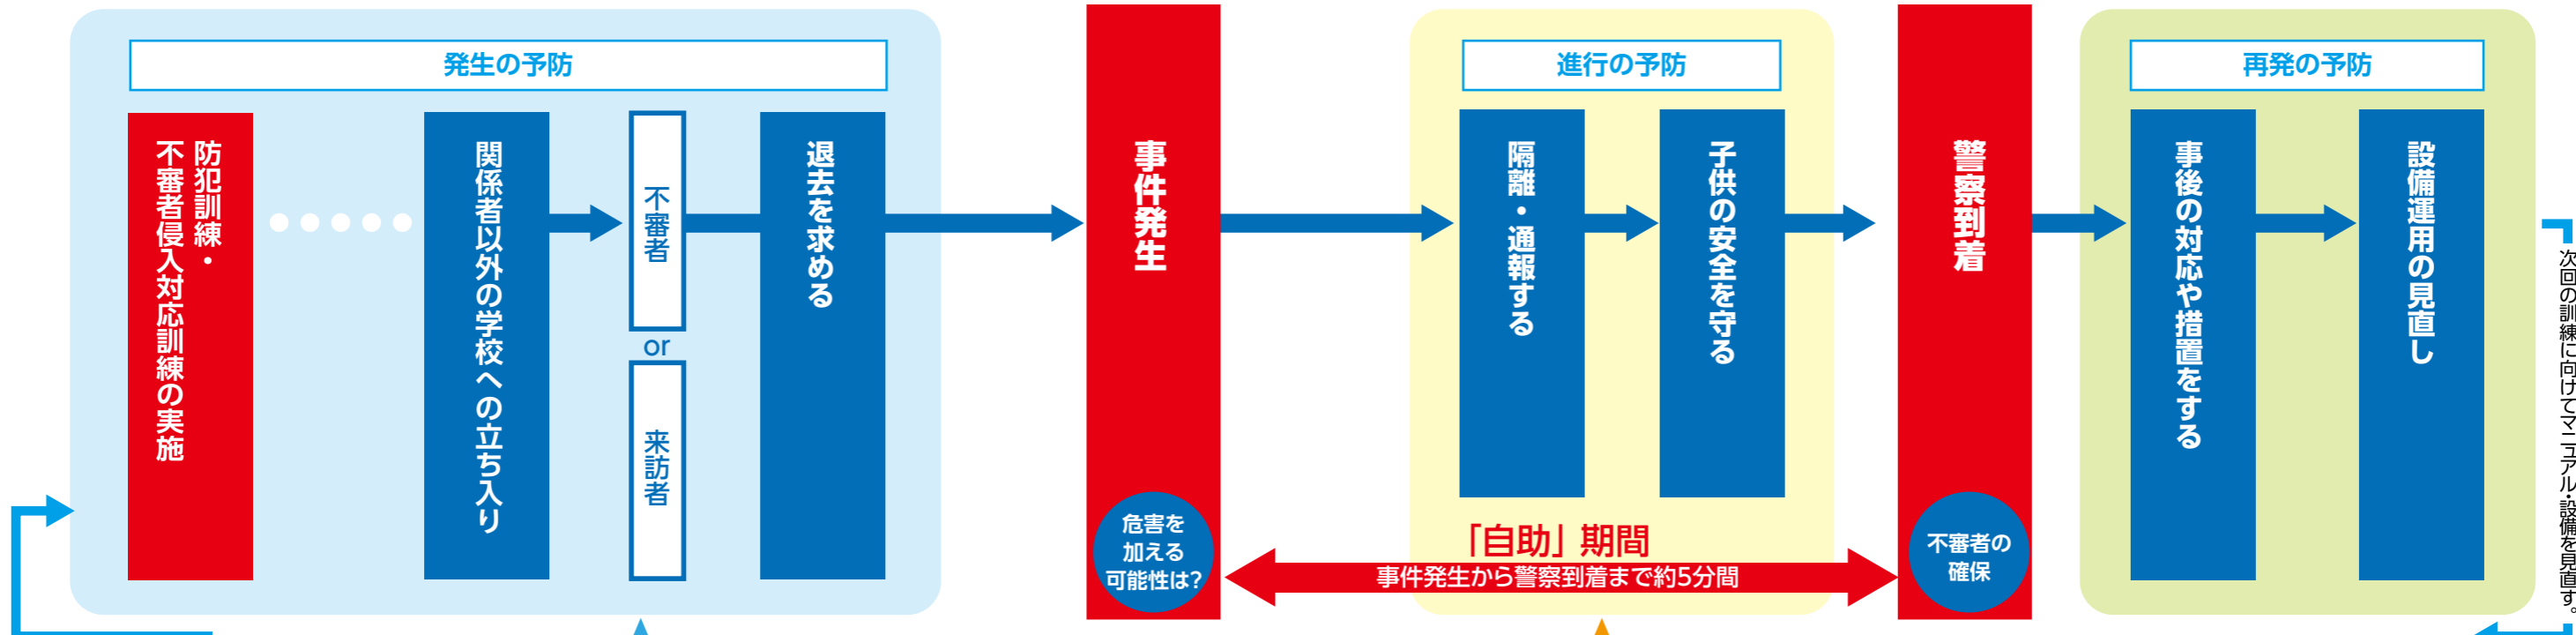 発生の予防
防犯訓練・
不審者侵入対応訓練の実施
関係者以外の学校への立ち入り
不審者
or
来訪者
退去を求める
事件発生
危害を
加える
可能性は?
進行の予防
隔離・通報する
子供の安全を守る
「自助」期間
事件発生から警察到着まで約5分間
警察到着
不審者の
確保
再発の予防
事後の対応や措置をする
設備運用の見直し
次回の訓練に向けてマニュアル・設備を見直す。